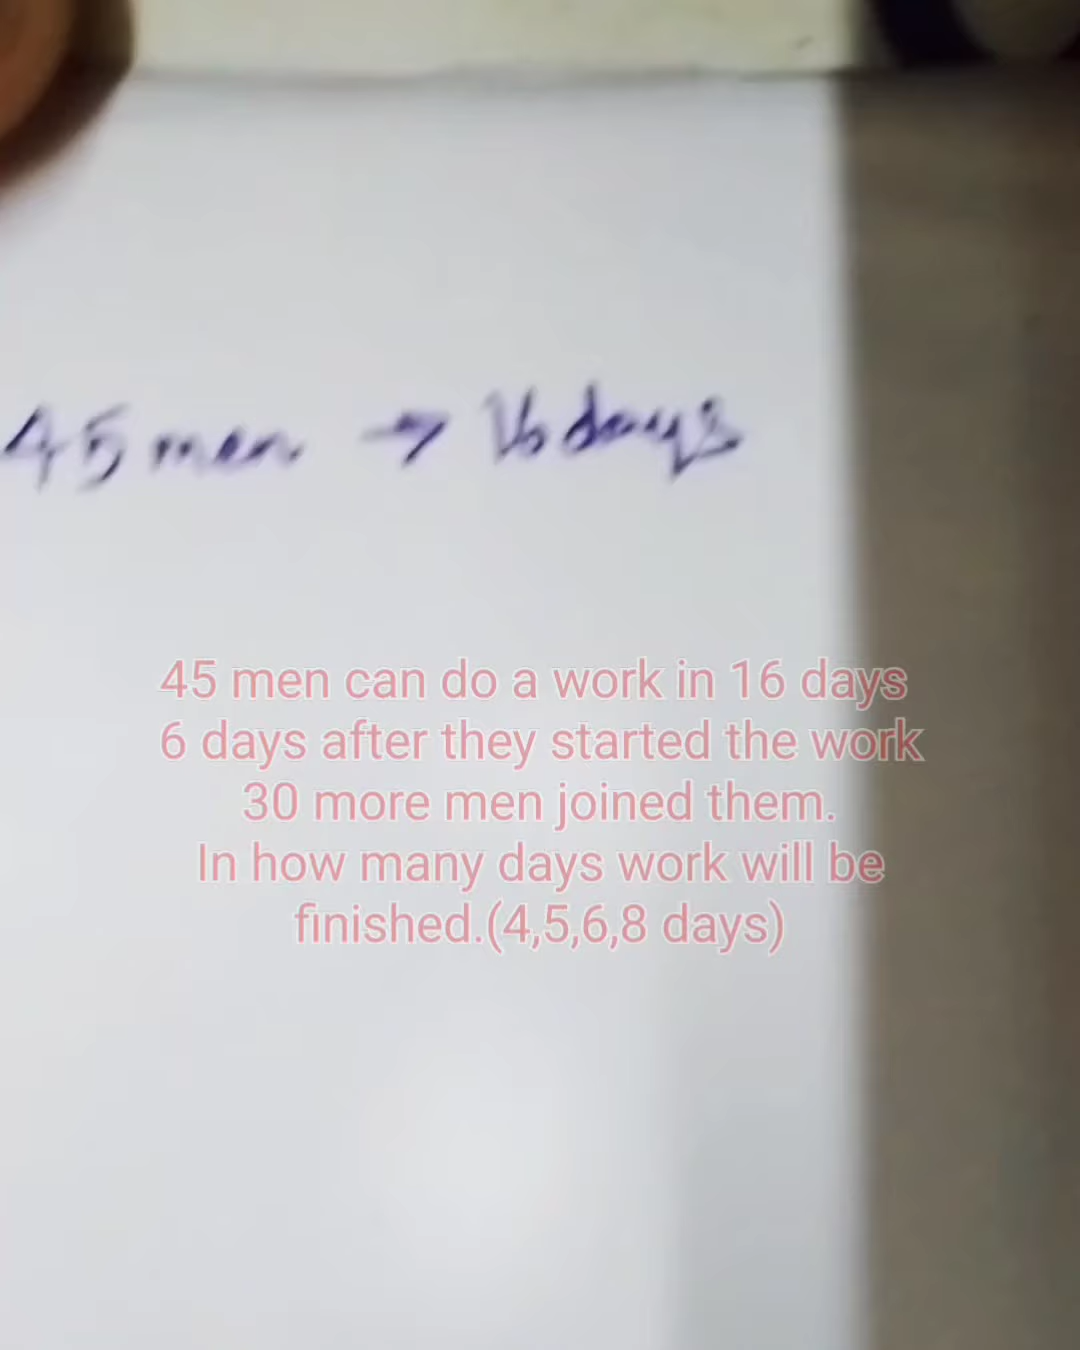 45 men → 16 days
45 men can do a work in 16 days
6 days after they started the work
30 more men joined them.
In how many days work will be
finished.(4,5,6,8 days)